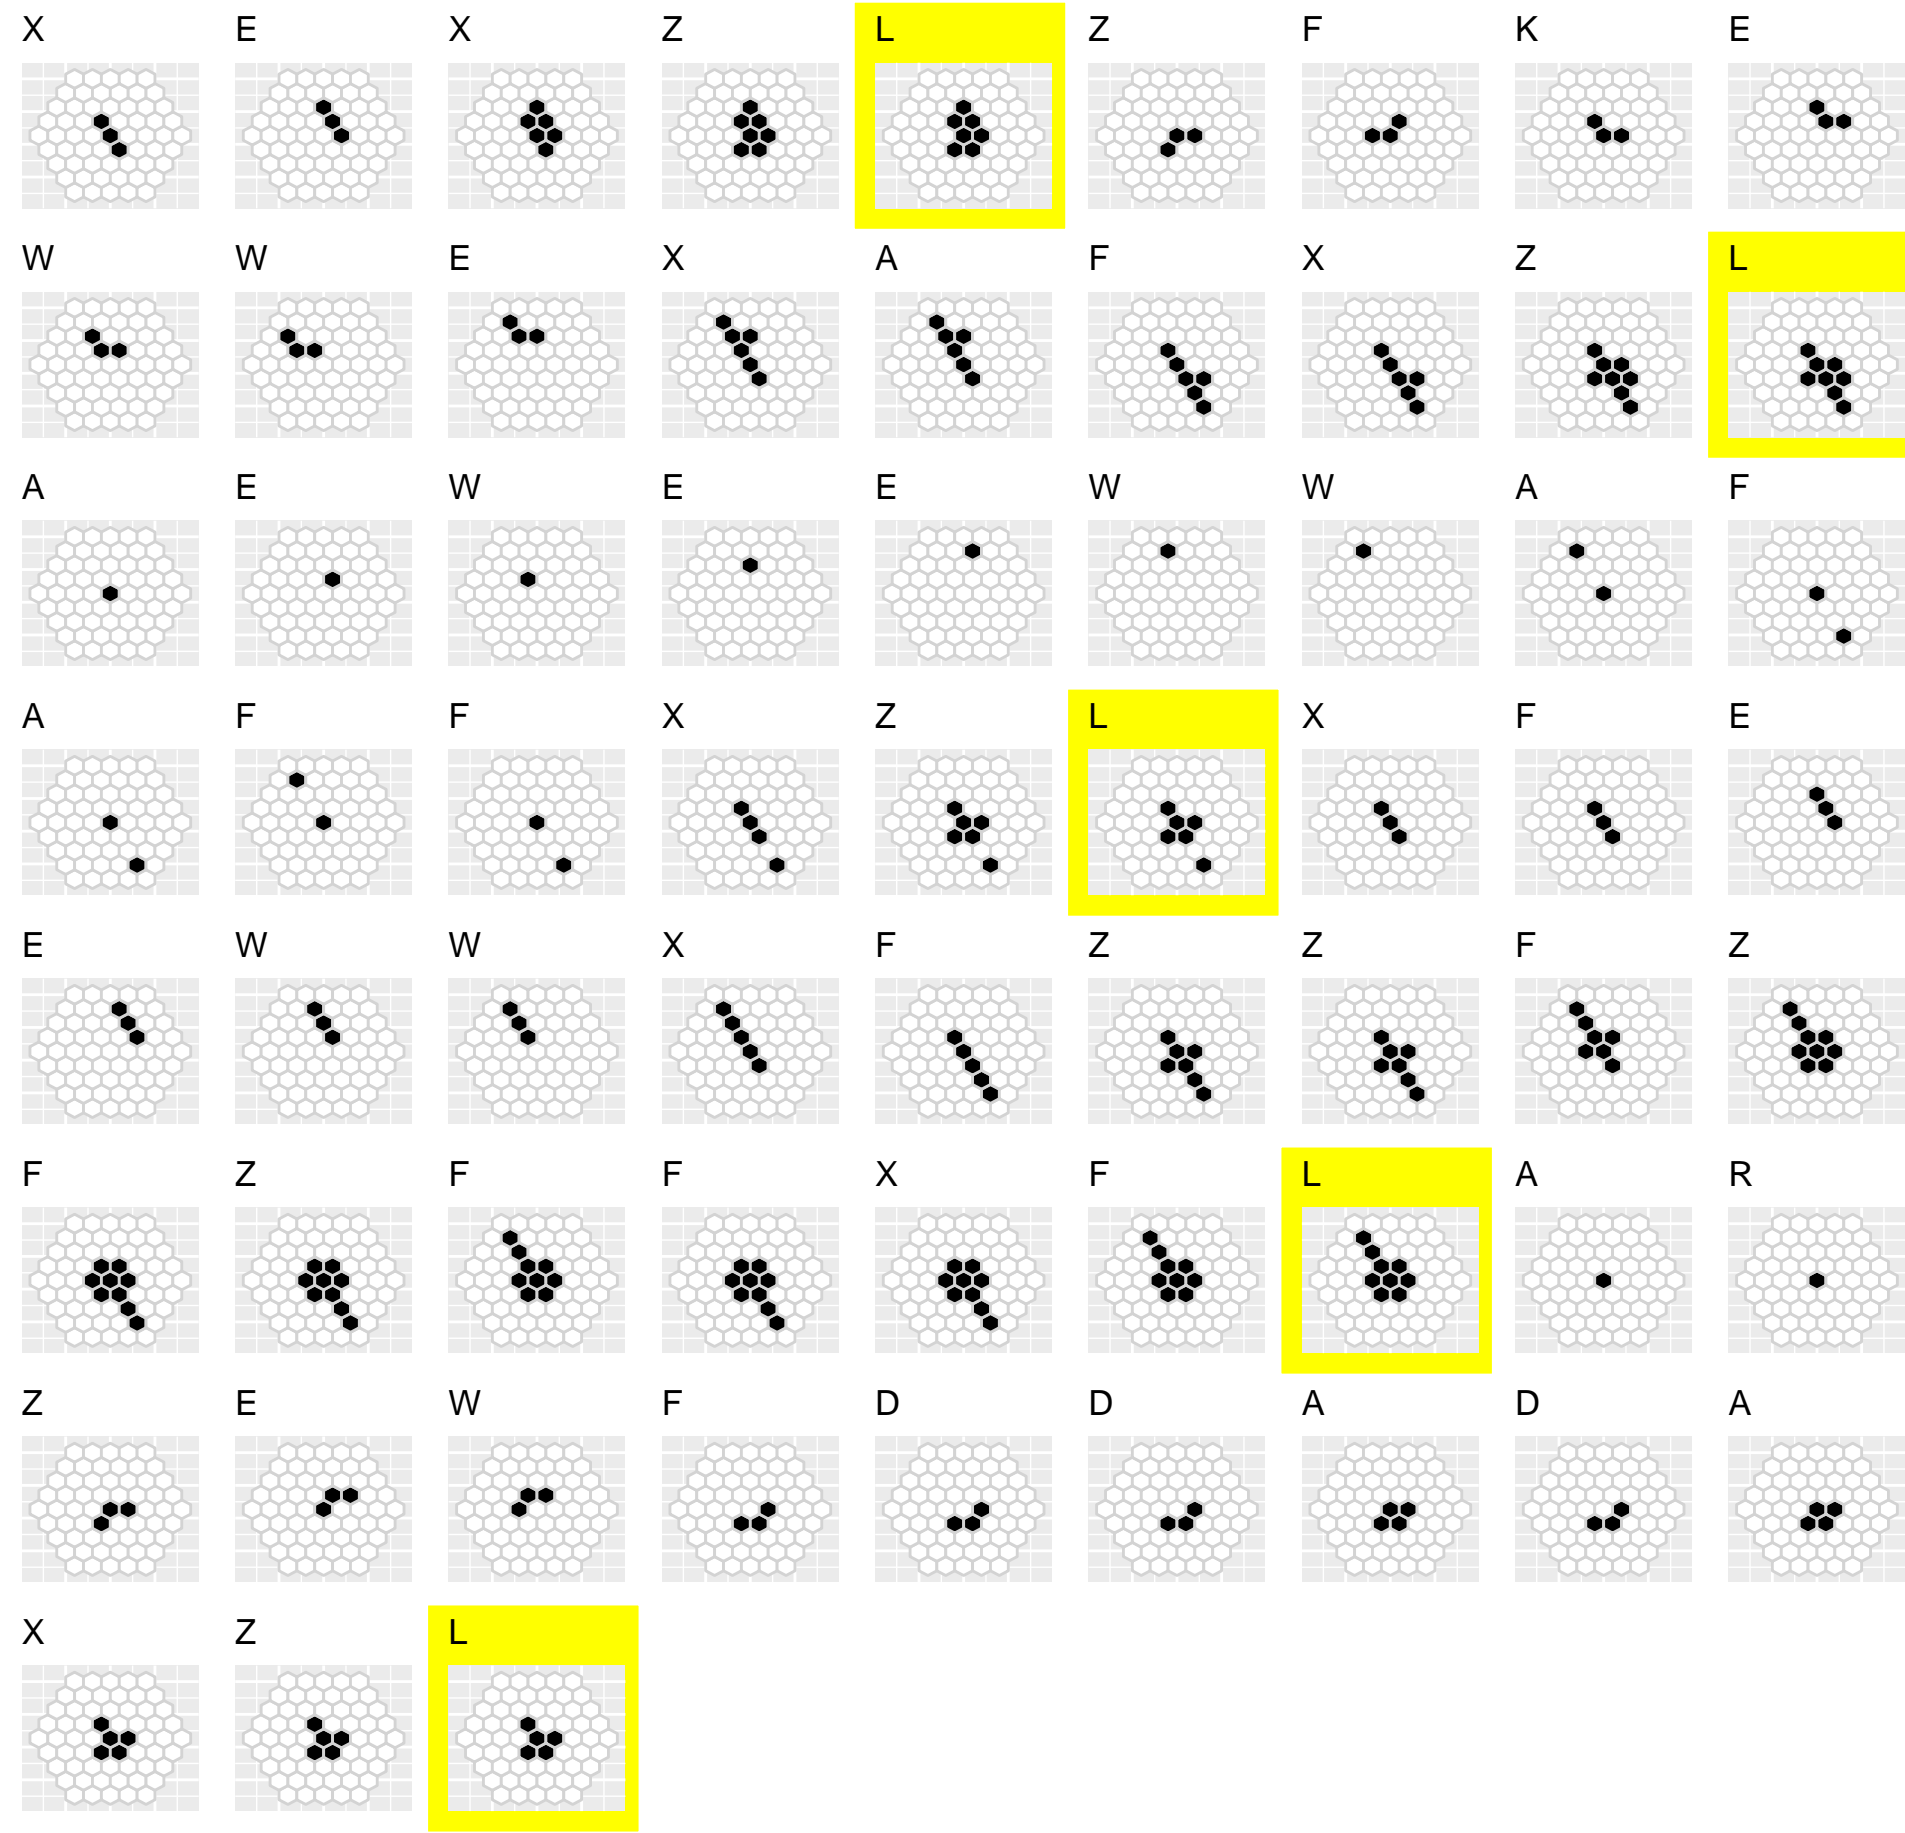 X E X Z L Z F K E
W W E X A F X Z L
A E W E E W W A F
A F F X Z L X F E
E W W X F Z Z F Z
F Z F F X F L A R
Z E W F D D A D A
X Z L